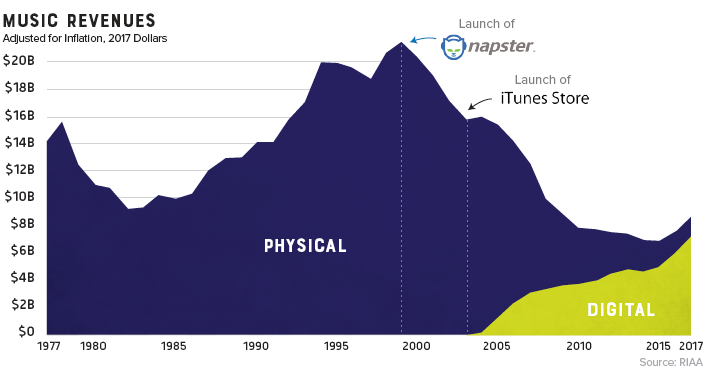 MUSIC REVENUES
Adjusted for Inflation, 2017 Dollars
Launch of
napster.
Launch of
iTunes Store
$20B
$18B
$16B
$14B
$12B
$10B
$8B
$6B
$4B
$2B
$0
PHYSICAL
DIGITAL
1977 1980 1985 1990 1995 2000 2005 2010 2015 2017
Source: RIAA